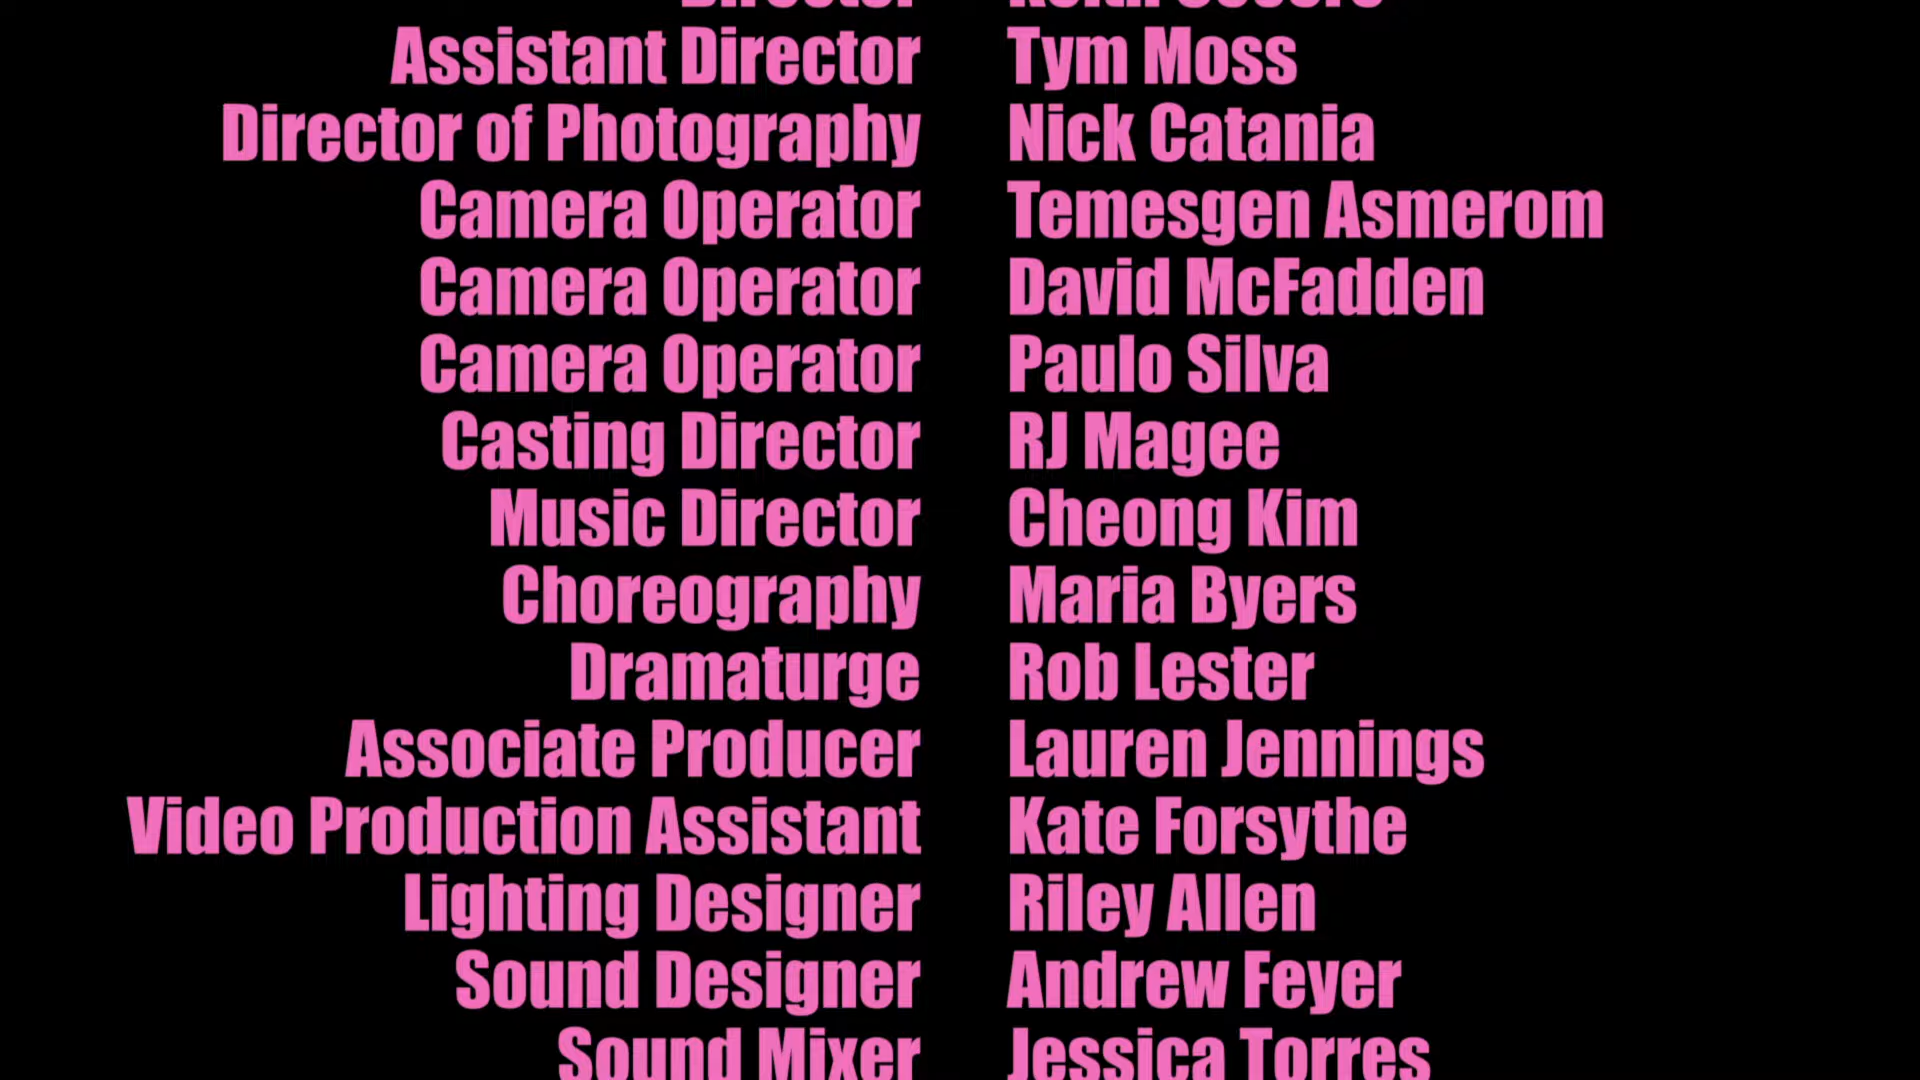 Director
Assistant Director Tym Moss
Director of Photography Nick Catania
Camera Operator Temesgen Asmerom
Camera Operator David McFadden
Camera Operator Paulo Silva
Casting Director RJ Magee
Music Director Cheong Kim
Choreography Maria Byers
Dramaturge Rob Lester
Associate Producer Lauren Jennings
Video Production Assistant Kate Forsythe
Lighting Designer Riley Allen
Sound Designer Andrew Feyer
Sound Mixer Jessica Torres